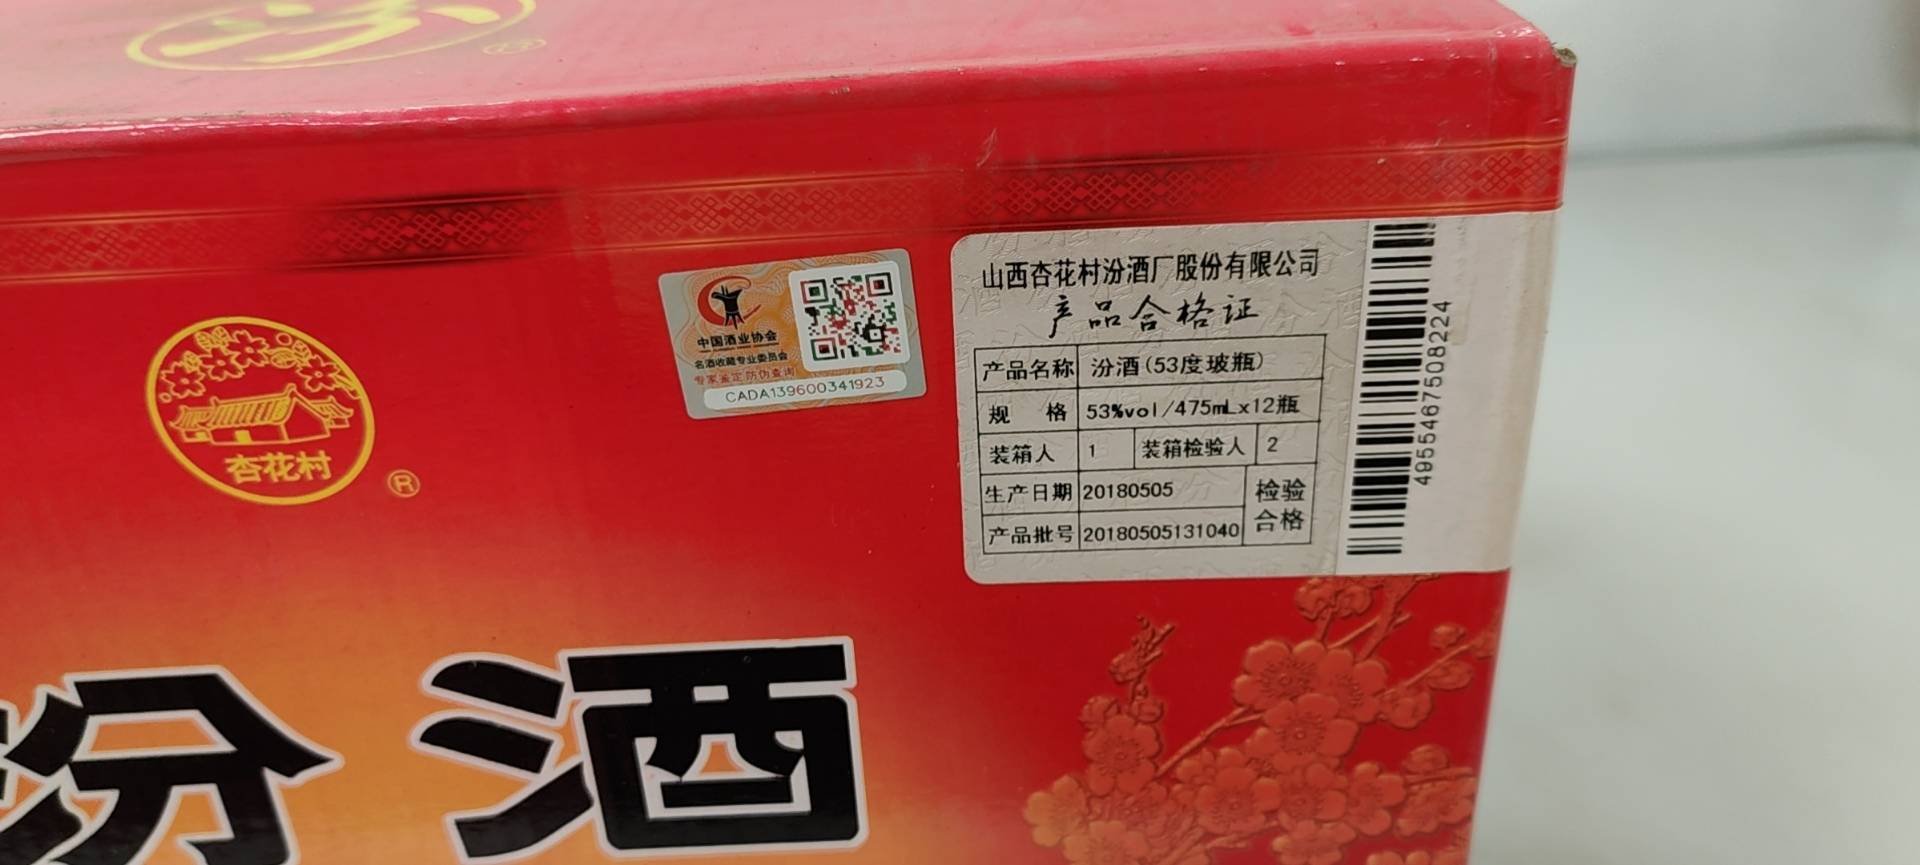 汾
杏花村
®
中国酒业协会
名酒收藏专业委员会
专家鉴定 防伪查询
CADA139600341923
山西杏花村汾酒厂股份有限公司
产品合格证
产品名称 汾酒(53度玻瓶)
规 格 53%vol/475mLx12瓶
装箱人 1 装箱检验人 2
生产日期 20180505 检验
产品批号 20180505131040 合格
4955467508224
汾酒